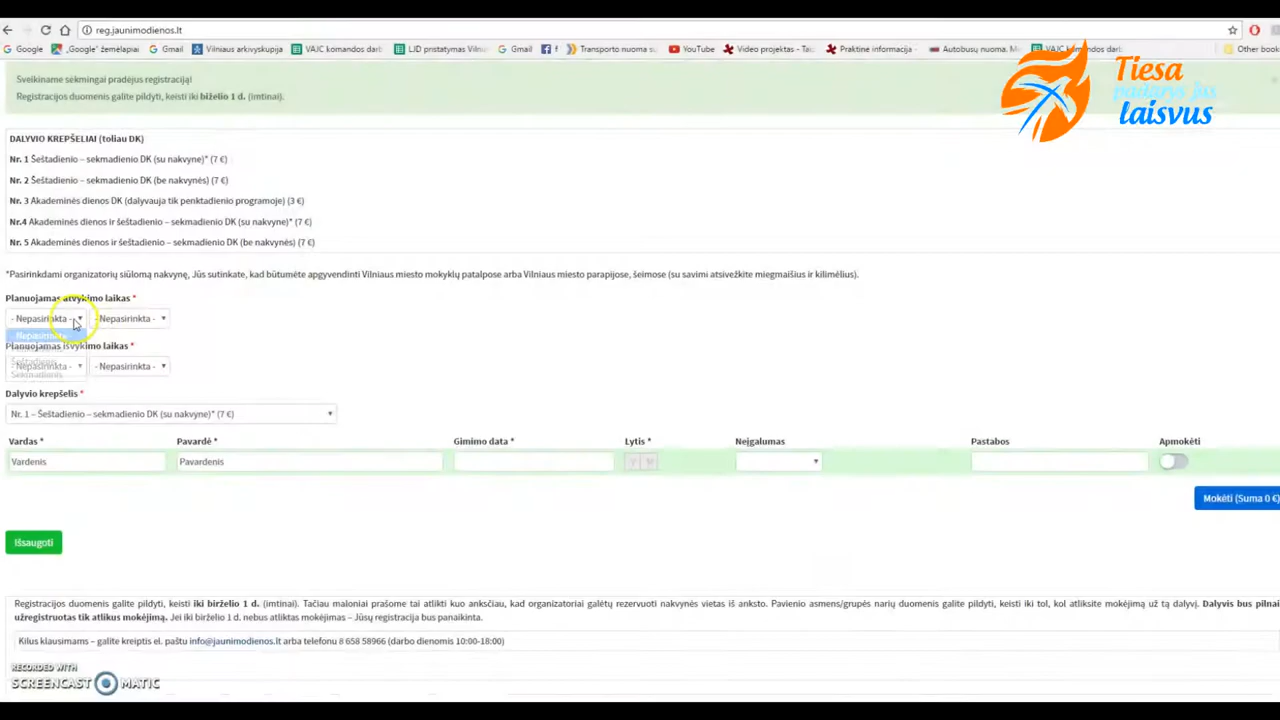 reg.jaunimodienos.lt
Google „Google“ žemėlapiai Gmail Vilniaus arkivyskupija VAJC komandos dart LJD pristatymas Vilniu Gmail Transporto nuoma su YouTube Video projektas - Tau Praktinė informacija Autobusų nuoma. Mi VAJC komandos dart Other book
Tiesa
padarys jus
laisvus
Sveikiname sėkmingai pradėjus registraciją!
Registracijos duomenis galite pildyti, keisti iki birželio 1 d. (imtinai).
DALYVIO KREPŠELIAI (toliau DK)
Nr. 1 Šeštadienio – sekmadienio DK (su nakvyne)* (7 €)
Nr. 2 Šeštadienio – sekmadienio DK (be nakvynės) (7 €)
Nr. 3 Akademinės dienos DK (dalyvauja tik penktadienio programoje) (3 €)
Nr.4 Akademinės dienos ir šeštadienio – sekmadienio DK (su nakvyne)* (7 €)
Nr. 5 Akademinės dienos ir šeštadienio – sekmadienio DK (be nakvynės) (7 €)
*Pasirinkdami organizatorių siūlomą nakvynę, Jūs sutinkate, kad būtumėte apgyvendinti Vilniaus miesto mokyklų patalpose arba Vilniaus miesto parapijose, šeimose (su savimi atsivežkite miegmaišius ir kilimėlius).
Planuojamas atvykimo laikas *
- Nepasirinkta - - Nepasirinkta -
- Nepasirinkta -
Planuojamas išvykimo laikas *
Šeštadienis
- Nepasirinkta - - Nepasirinkta -
Sekmadienis
Dalyvio krepšelis *
Nr. 1 – Šeštadienio – sekmadienio DK (su nakvyne)* (7 €)
Vardas * Pavardė * Gimimo data * Lytis * Neįgalumas Pastabos Apmokėti
Vardenis Pavardenis V M
Mokėti (Suma 0 €)
Išsaugoti
Registracijos duomenis galite pildyti, keisti iki birželio 1 d. (imtinai). Tačiau maloniai prašome tai atlikti kuo anksčiau, kad organizatoriai galėtų rezervuoti nakvynės vietas iš anksto. Pavienio asmens/grupės narių duomenis galite pildyti, keisti iki tol, kol atliksite mokėjimą už tą dalyvį. Dalyvis bus pilnai
užregistruotas tik atlikus mokėjimą. Jei iki birželio 1 d. nebus atliktas mokėjimas – Jūsų registracija bus panaikinta.
Kilus klausimams – galite kreiptis el. paštu info@jaunimodienos.lt arba telefonu 8 658 58966 (darbo dienomis 10:00-18:00)
RECORDED WITH
SCREENCAST MATIC